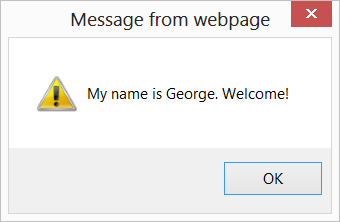 Message from webpage
My name is George. Welcome!
OK